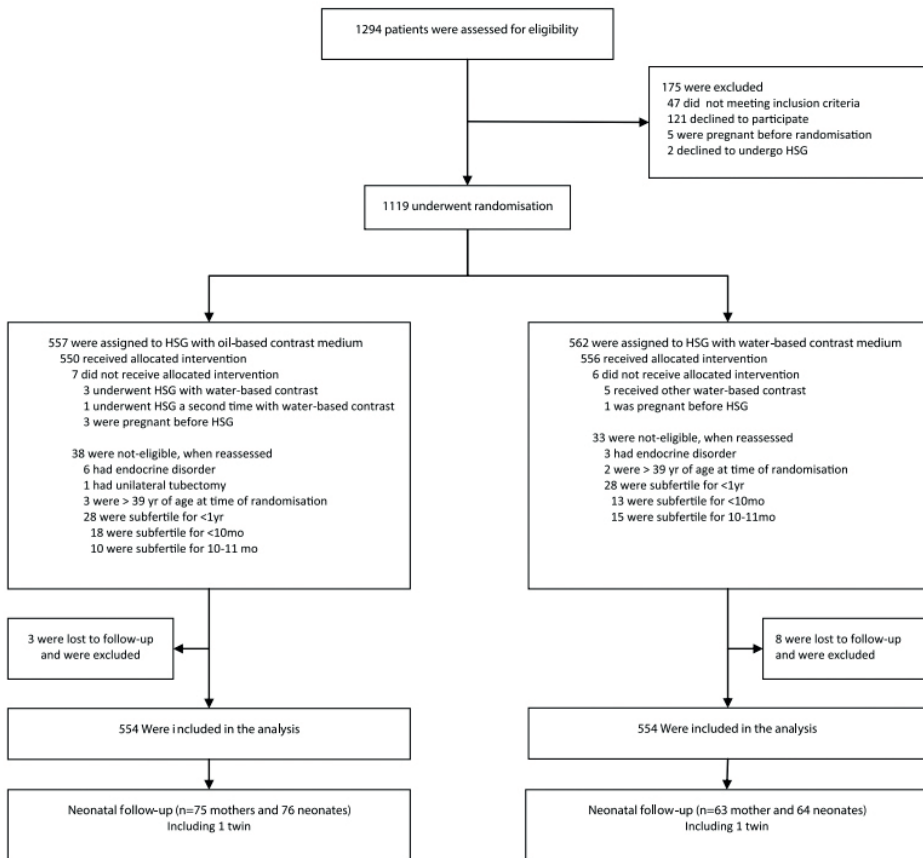 1294 patients were assessed for eligibility
175 were excluded
47 did not meeting inclusion criteria
121 declined to participate
5 were pregnant before randomisation
2 declined to undergo HSG
1119 underwent randomisation
557 were assigned to HSG with oil-based contrast medium
550 received allocated intervention
7 did not receive allocated intervention
3 underwent HSG with water-based contrast
1 underwent HSG a second time with water-based contrast
3 were pregnant before HSG
38 were not-eligible, when reassessed
6 had endocrine disorder
1 had unilateral tubectomy
3 were > 39 yr of age at time of randomisation
28 were subfertile for <1yr
18 were subfertile for <10mo
10 were subfertile for 10-11 mo
562 were assigned to HSG with water-based contrast medium
556 received allocated intervention
6 did not receive allocated intervention
5 received other water-based contrast
1 was pregnant before HSG
33 were not-eligible, when reassessed
3 had endocrine disorder
2 were > 39 yr of age at time of randomisation
28 were subfertile for <1yr
13 were subfertile for <10mo
15 were subfertile for 10-11mo
3 were lost to follow-up
and were excluded
8 were lost to follow-up
and were excluded
554 Were included in the analysis
554 Were included in the analysis
Neonatal follow-up (n=75 mothers and 76 neonates)
Including 1 twin
Neonatal follow-up (n=63 mother and 64 neonates)
Including 1 twin